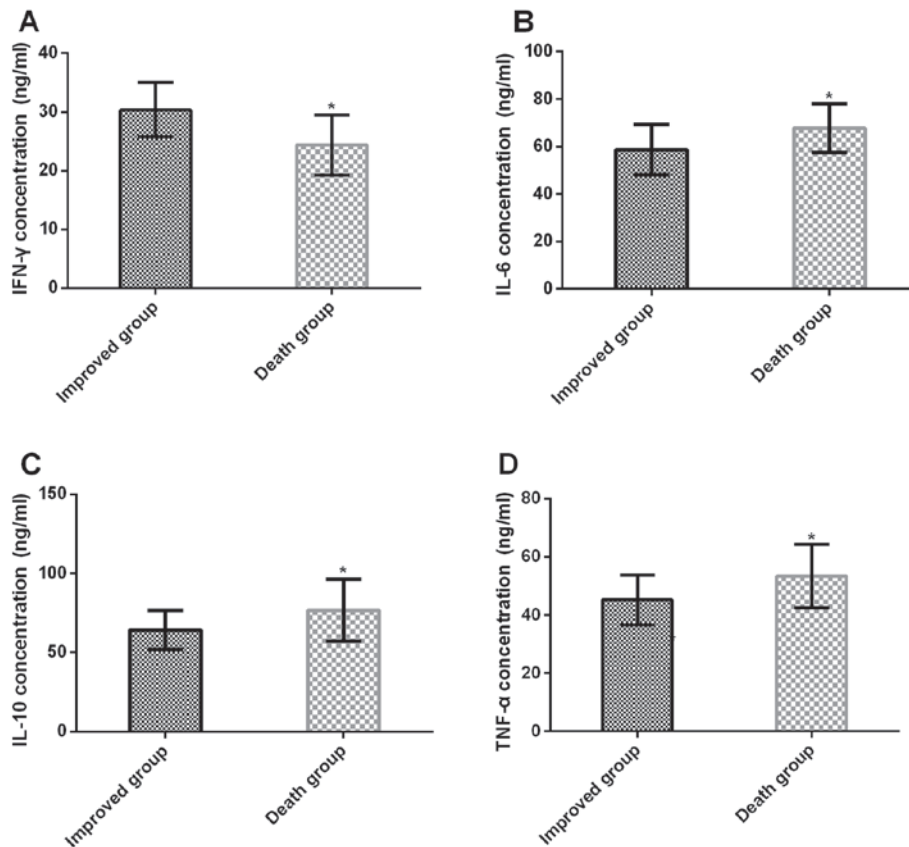 A
IFN-γ concentration (ng/ml)
40
30
20
10
0
*
Improved group
Death group
B
IL-6 concentration (ng/ml)
100
80
60
40
20
0
*
Improved group
Death group
C
IL-10 concentration (ng/ml)
150
100
50
0
*
Improved group
Death group
D
TNF-α concentration (ng/ml)
80
60
40
20
0
*
Improved group
Death group